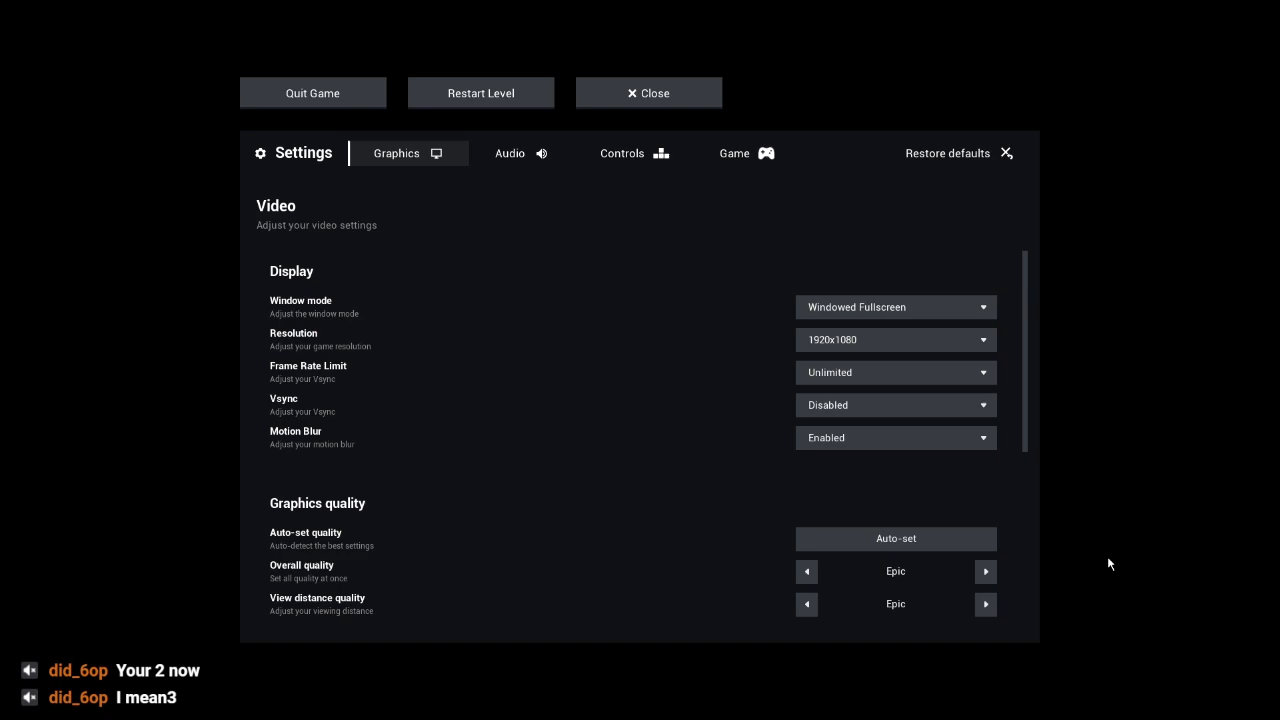 Quit Game
Restart Level
Close
Settings
Graphics
Audio
Controls
Game
Restore defaults
Video
Adjust your video settings
Display
Window mode
Windowed Fullscreen
Adjust the window mode
Resolution
1920x1080
Adjust your game resolution
Frame Rate Limit
Unlimited
Adjust your Vsync
Vsync
Disabled
Adjust your Vsync
Motion Blur
Enabled
Adjust your motion blur
Graphics quality
Auto-set quality
Auto-set
Auto-detect the best settings
Overall quality
Epic
Set all quality at once
View distance quality
Epic
Adjust your viewing distance
did_6op Your 2 now
did_6op I mean3